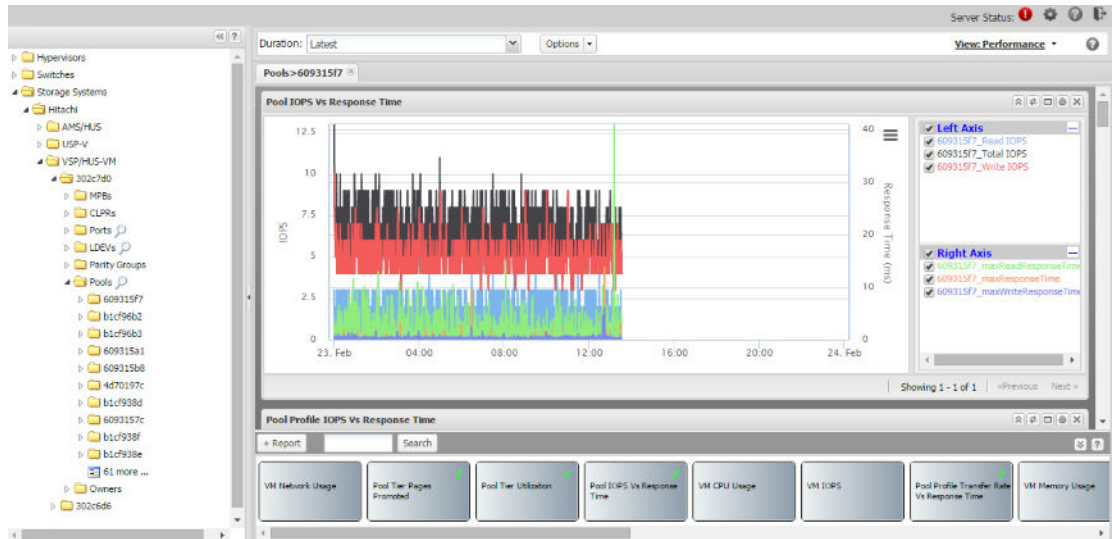 Server Status:
Duration: Latest Options View: Performance
Hypervisors
Switches
Storage Systems
Hitachi
AMS/HUS
USP-V
VSP/HUS-VM
302c7d0
MPBs
CLPRs
Ports
LDEVs
Parity Groups
Pools
609315f7
b1cf96b2
b1cf96b3
609315a1
609315b8
4d70197c
b1cf938d
6093157c
b1cf938f
b1cf938e
61 more ...
Owners
302c6d6
Pools>609315f7
Pool IOPS Vs Response Time
12.5
10
7.5
5
2.5
0
IOPS
40
30
20
10
0
Response Time (ms)
23. Feb 04:00 08:00 12:00 16:00 20:00 24. Feb
Left Axis
609315f7_Read IOPS
609315f7_Total IOPS
609315f7_Write IOPS
Right Axis
609315f7_maxReadResponseTime
609315f7_maxResponseTime
609315f7_maxWriteResponseTime
Showing 1 - 1 of 1 «Previous Next »
Pool Profile IOPS Vs Response Time
+ Report Search
VM Network Usage
Pool Tier Pages
Promoted
Pool Tier Utilization
Pool IOPS Vs Response
Time
VM CPU Usage
VM IOPS
Pool Profile Transfer Rate
Vs Response Time
VM Memory Usage